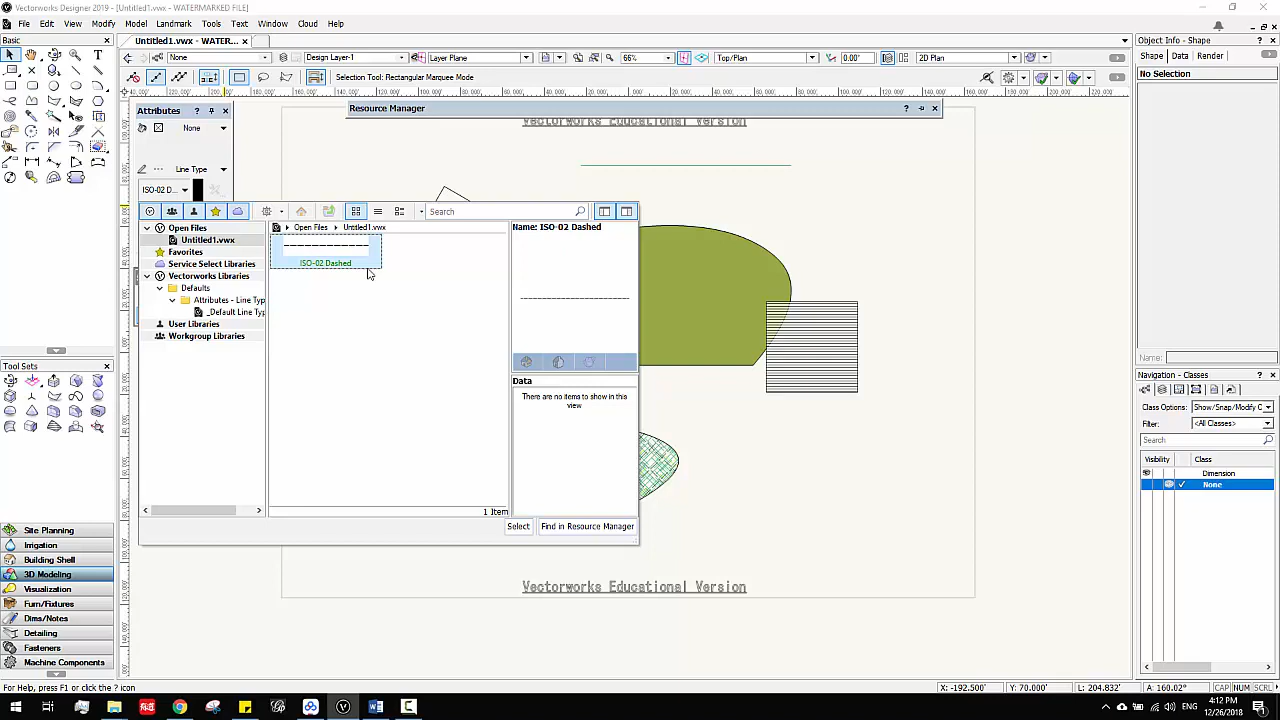 Vectorworks Designer 2019 - [Untitled1.vwx - WATERMARKED FILE]
File Edit View Modify Model Landmark Tools Text Window Cloud Help
Basic
Untitled1.vwx - WATER...
None
Design Layer-1
Layer Plane
66%
Top/Plan
0.00°
2D Plan
Selection Tool: Rectangular Marquee Mode
Object Info - Shape
Shape Data Render
No Selection
Name:
Attributes
None
Line Type
ISO-02 D...
Resource Manager
Vectorworks Educational Version
Search
Open Files
Untitled1.vwx
Favorites
Service Select Libraries
Vectorworks Libraries
Defaults
Attributes - Line Typ
_Default Line Typ
User Libraries
Workgroup Libraries
Open Files
Untitled1.vwx
ISO-02 Dashed
1 Item
Name: ISO-02 Dashed
Data
There are no items to show in this
view
Select
Find in Resource Manager
Vectorworks Educational Version
Navigation - Classes
Class Options: Show/Snap/Modify O
Filter: <All Classes>
Search
Visibility Class
Dimension
None
Tool Sets
Site Planning
Irrigation
Building Shell
3D Modeling
Visualization
Furn/Fixtures
Dims/Notes
Detailing
Fasteners
Machine Components
For Help, press F1 or click the ? icon
X: -192.500' Y: 70.000' L: 204.832' A: 160.02° CAP NUM SCRL
ENG
4:12 PM
12/26/2018